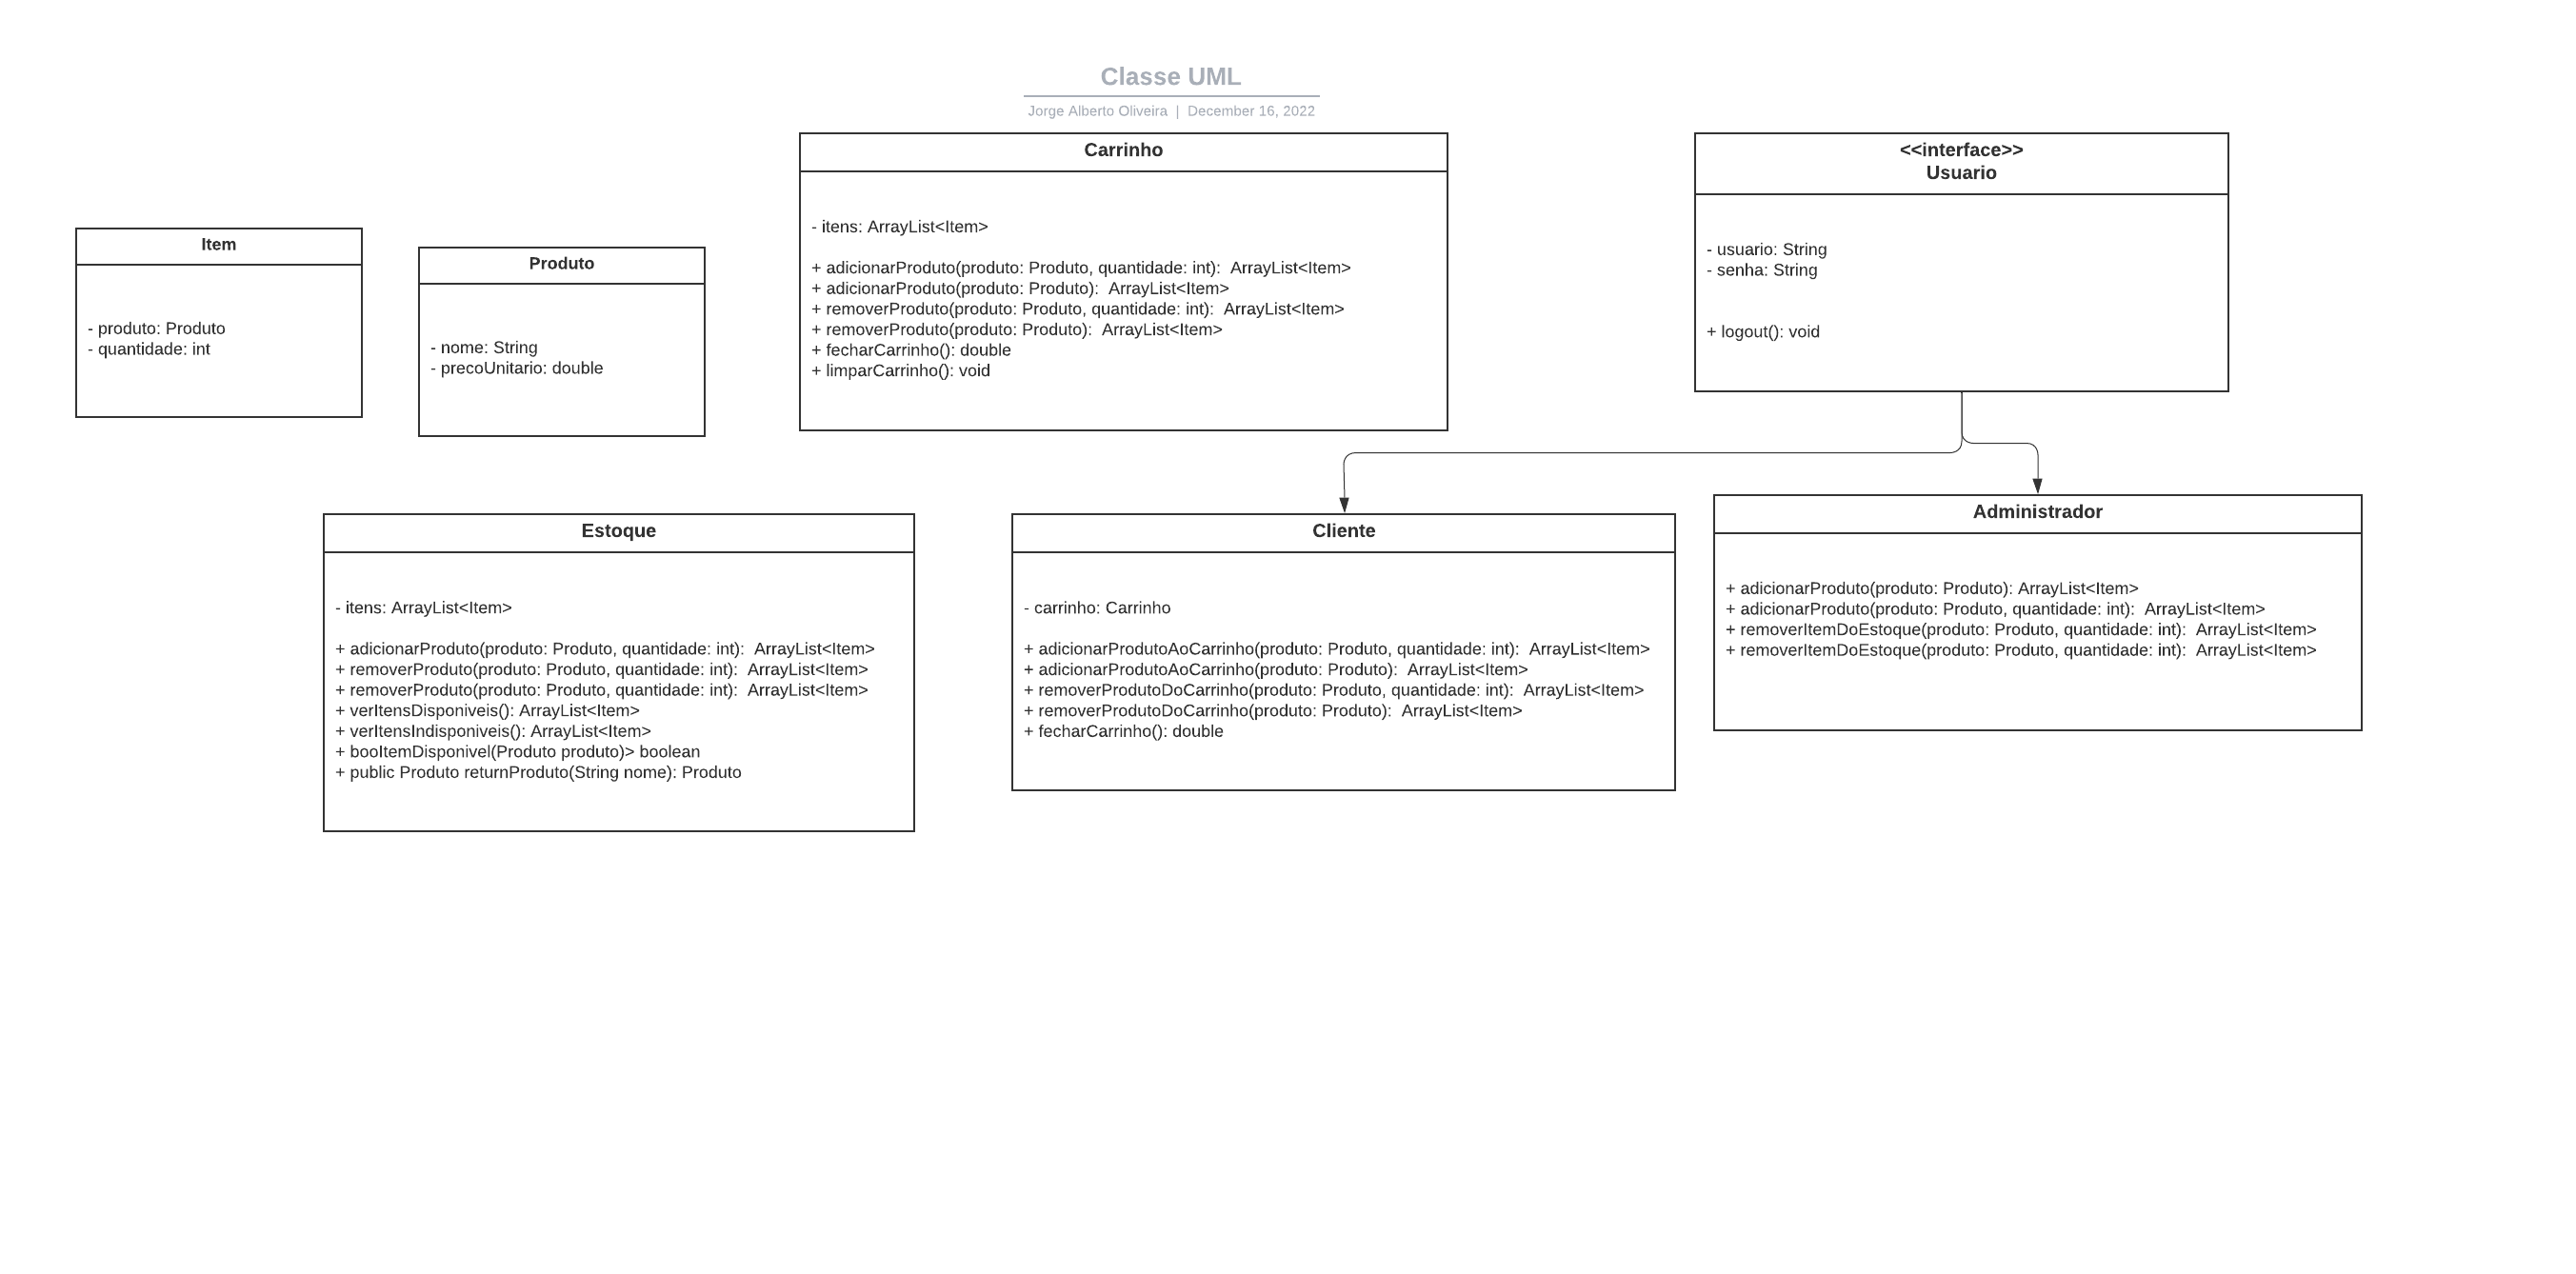 Classe UML
Jorge Alberto Oliveira | December 16, 2022
Item
- produto: Produto
- quantidade: int
Produto
- nome: String
- precoUnitario: double
Carrinho
- itens: ArrayList<Item>
+ adicionarProduto(produto: Produto, quantidade: int): ArrayList<Item>
+ adicionarProduto(produto: Produto): ArrayList<Item>
+ removerProduto(produto: Produto, quantidade: int): ArrayList<Item>
+ removerProduto(produto: Produto): ArrayList<Item>
+ fecharCarrinho(): double
+ limparCarrinho(): void
<<interface>>
Usuario
- usuario: String
- senha: String
+ logout(): void
Estoque
- itens: ArrayList<Item>
+ adicionarProduto(produto: Produto, quantidade: int): ArrayList<Item>
+ removerProduto(produto: Produto, quantidade: int): ArrayList<Item>
+ removerProduto(produto: Produto, quantidade: int): ArrayList<Item>
+ verItensDisponiveis(): ArrayList<Item>
+ verItensIndisponiveis(): ArrayList<Item>
+ booItemDisponivel(Produto produto)> boolean
+ public Produto returnProduto(String nome): Produto
Cliente
- carrinho: Carrinho
+ adicionarProdutoAoCarrinho(produto: Produto, quantidade: int): ArrayList<Item>
+ adicionarProdutoAoCarrinho(produto: Produto): ArrayList<Item>
+ removerProdutoDoCarrinho(produto: Produto, quantidade: int): ArrayList<Item>
+ removerProdutoDoCarrinho(produto: Produto): ArrayList<Item>
+ fecharCarrinho(): double
Administrador
+ adicionarProduto(produto: Produto): ArrayList<Item>
+ adicionarProduto(produto: Produto, quantidade: int): ArrayList<Item>
+ removerItemDoEstoque(produto: Produto, quantidade: int): ArrayList<Item>
+ removerItemDoEstoque(produto: Produto, quantidade: int): ArrayList<Item>